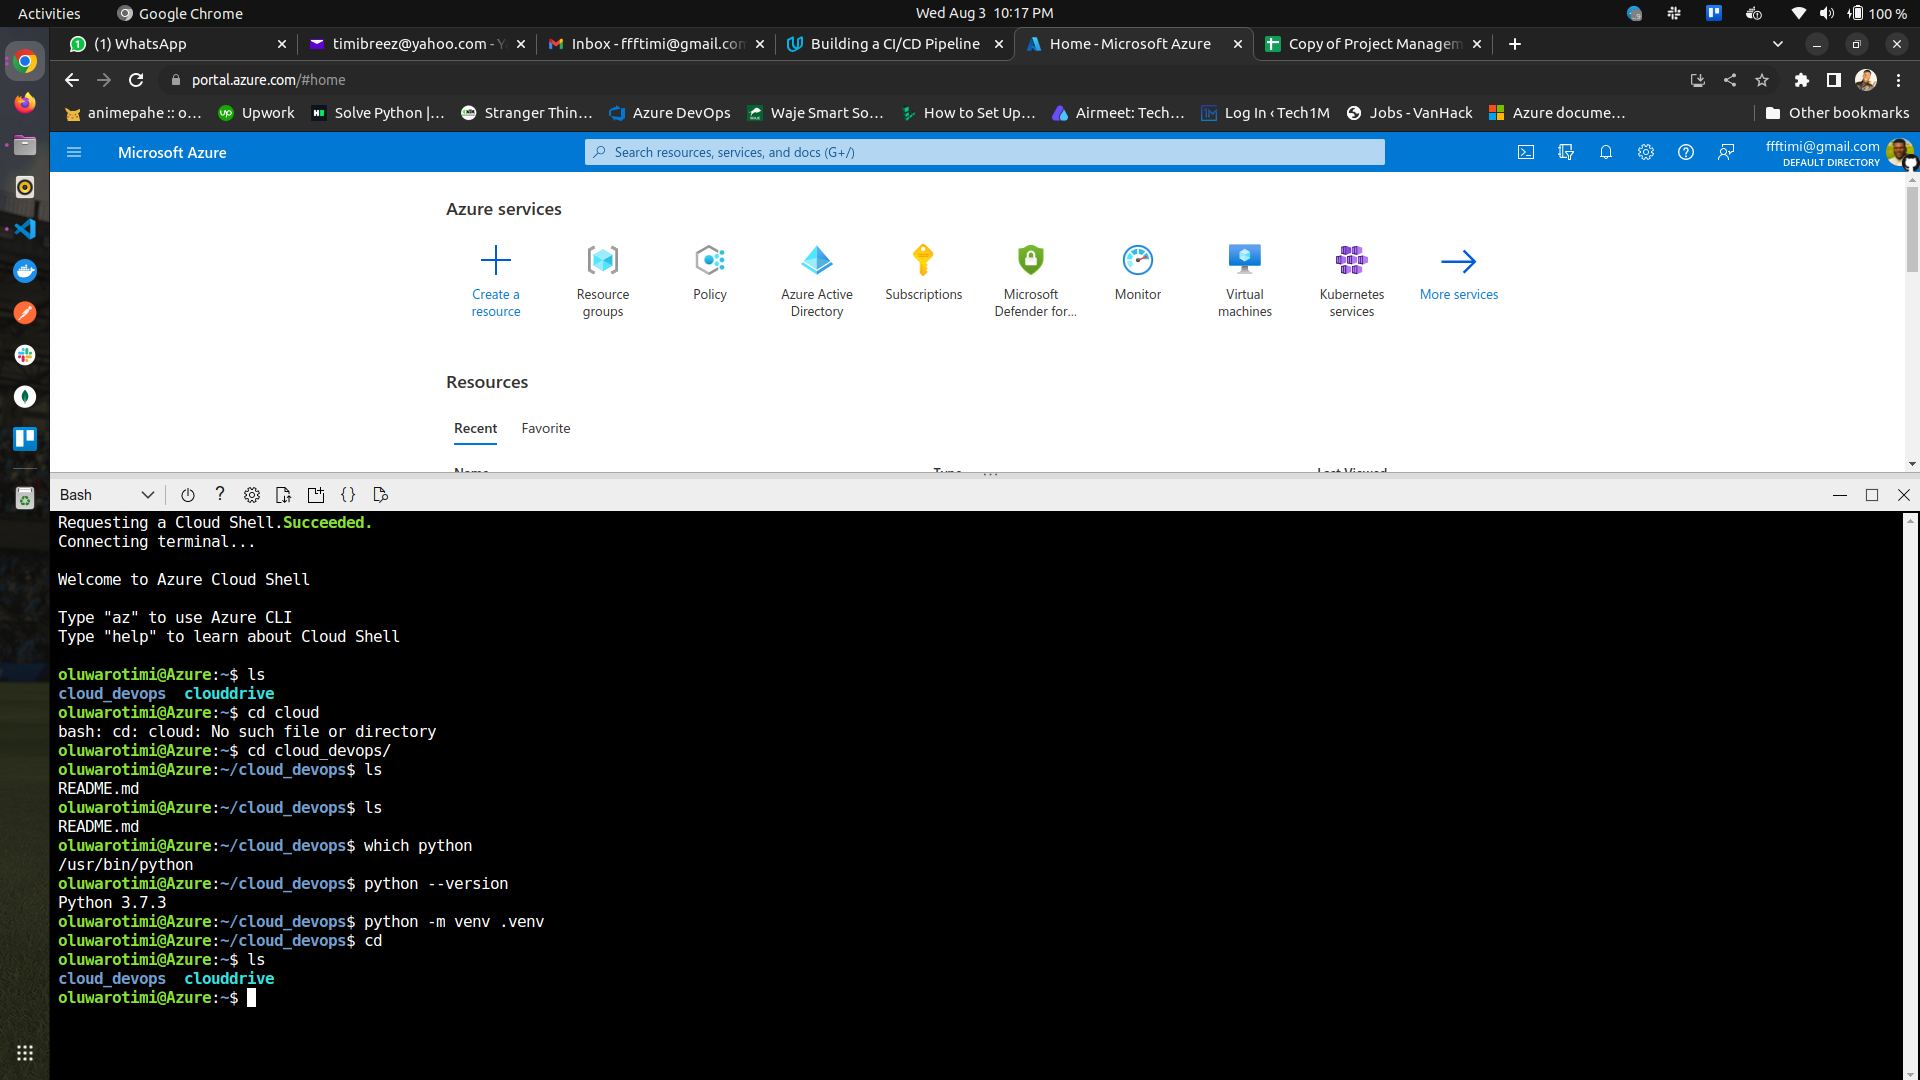 Activities
Google Chrome
Wed Aug 3 10:17 PM
100 %
(1) WhatsApp
timibreez@yahoo.com - Y
Inbox - ffftimi@gmail.con
Building a CI/CD Pipeline
Home - Microsoft Azure
Copy of Project Managem
portal.azure.com/#home
animepahe :: o…
Upwork
Solve Python |…
Stranger Thin…
Azure DevOps
Waje Smart So…
How to Set Up…
Airmeet: Tech…
Log In ‹ Tech1M
Jobs - VanHack
Azure docume…
Other bookmarks
Microsoft Azure
Search resources, services, and docs (G+/)
ffftimi@gmail.com
DEFAULT DIRECTORY
Azure services
Create a
resource
Resource
groups
Policy
Azure Active
Directory
Subscriptions
Microsoft
Defender for...
Monitor
Virtual
machines
Kubernetes
services
More services
Resources
Recent
Favorite
Name
Type
Last Viewed
Bash
Requesting a Cloud Shell.Succeeded.
Connecting terminal...
Welcome to Azure Cloud Shell
Type "az" to use Azure CLI
Type "help" to learn about Cloud Shell
oluwarotimi@Azure:~$ ls
cloud_devops  clouddrive
oluwarotimi@Azure:~$ cd cloud
bash: cd: cloud: No such file or directory
oluwarotimi@Azure:~$ cd cloud_devops/
oluwarotimi@Azure:~/cloud_devops$ ls
README.md
oluwarotimi@Azure:~/cloud_devops$ ls
README.md
oluwarotimi@Azure:~/cloud_devops$ which python
/usr/bin/python
oluwarotimi@Azure:~/cloud_devops$ python --version
Python 3.7.3
oluwarotimi@Azure:~/cloud_devops$ python -m venv .venv
oluwarotimi@Azure:~/cloud_devops$ cd
oluwarotimi@Azure:~$ ls
cloud_devops  clouddrive
oluwarotimi@Azure:~$